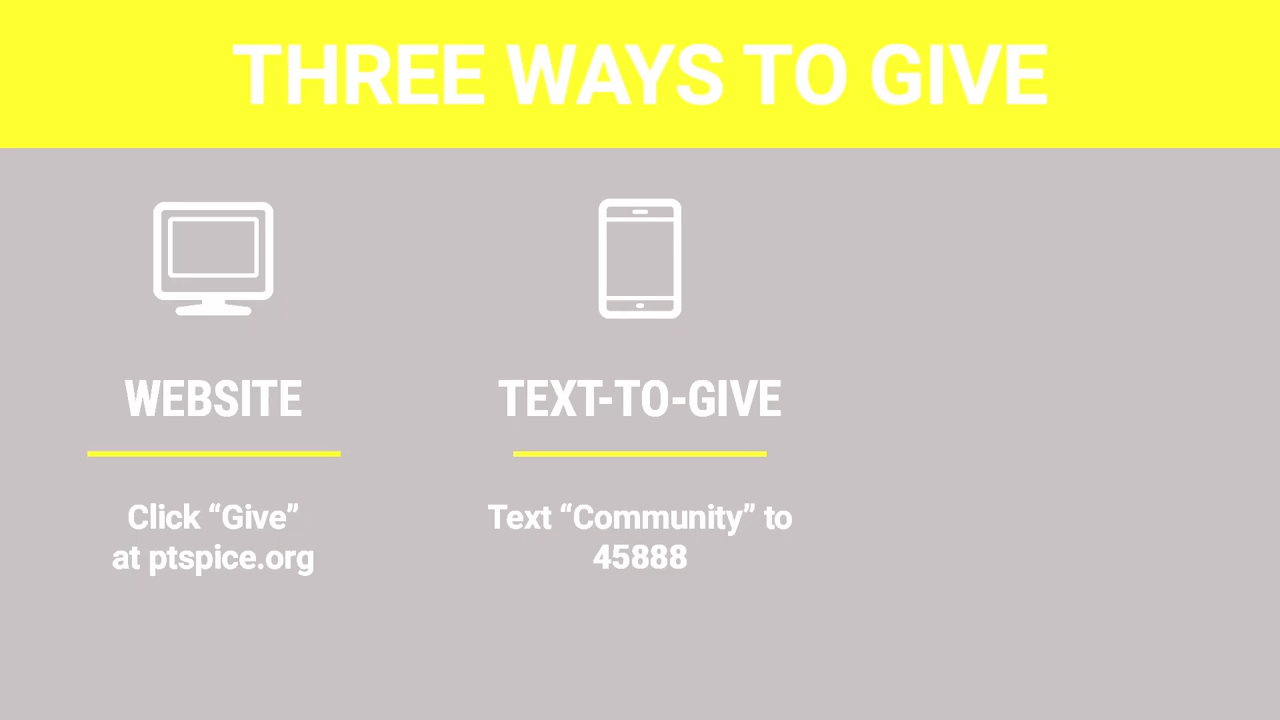 THREE WAYS TO GIVE
WEBSITE
Click “Give”
at ptspice.org
TEXT-TO-GIVE
Text “Community” to
45888